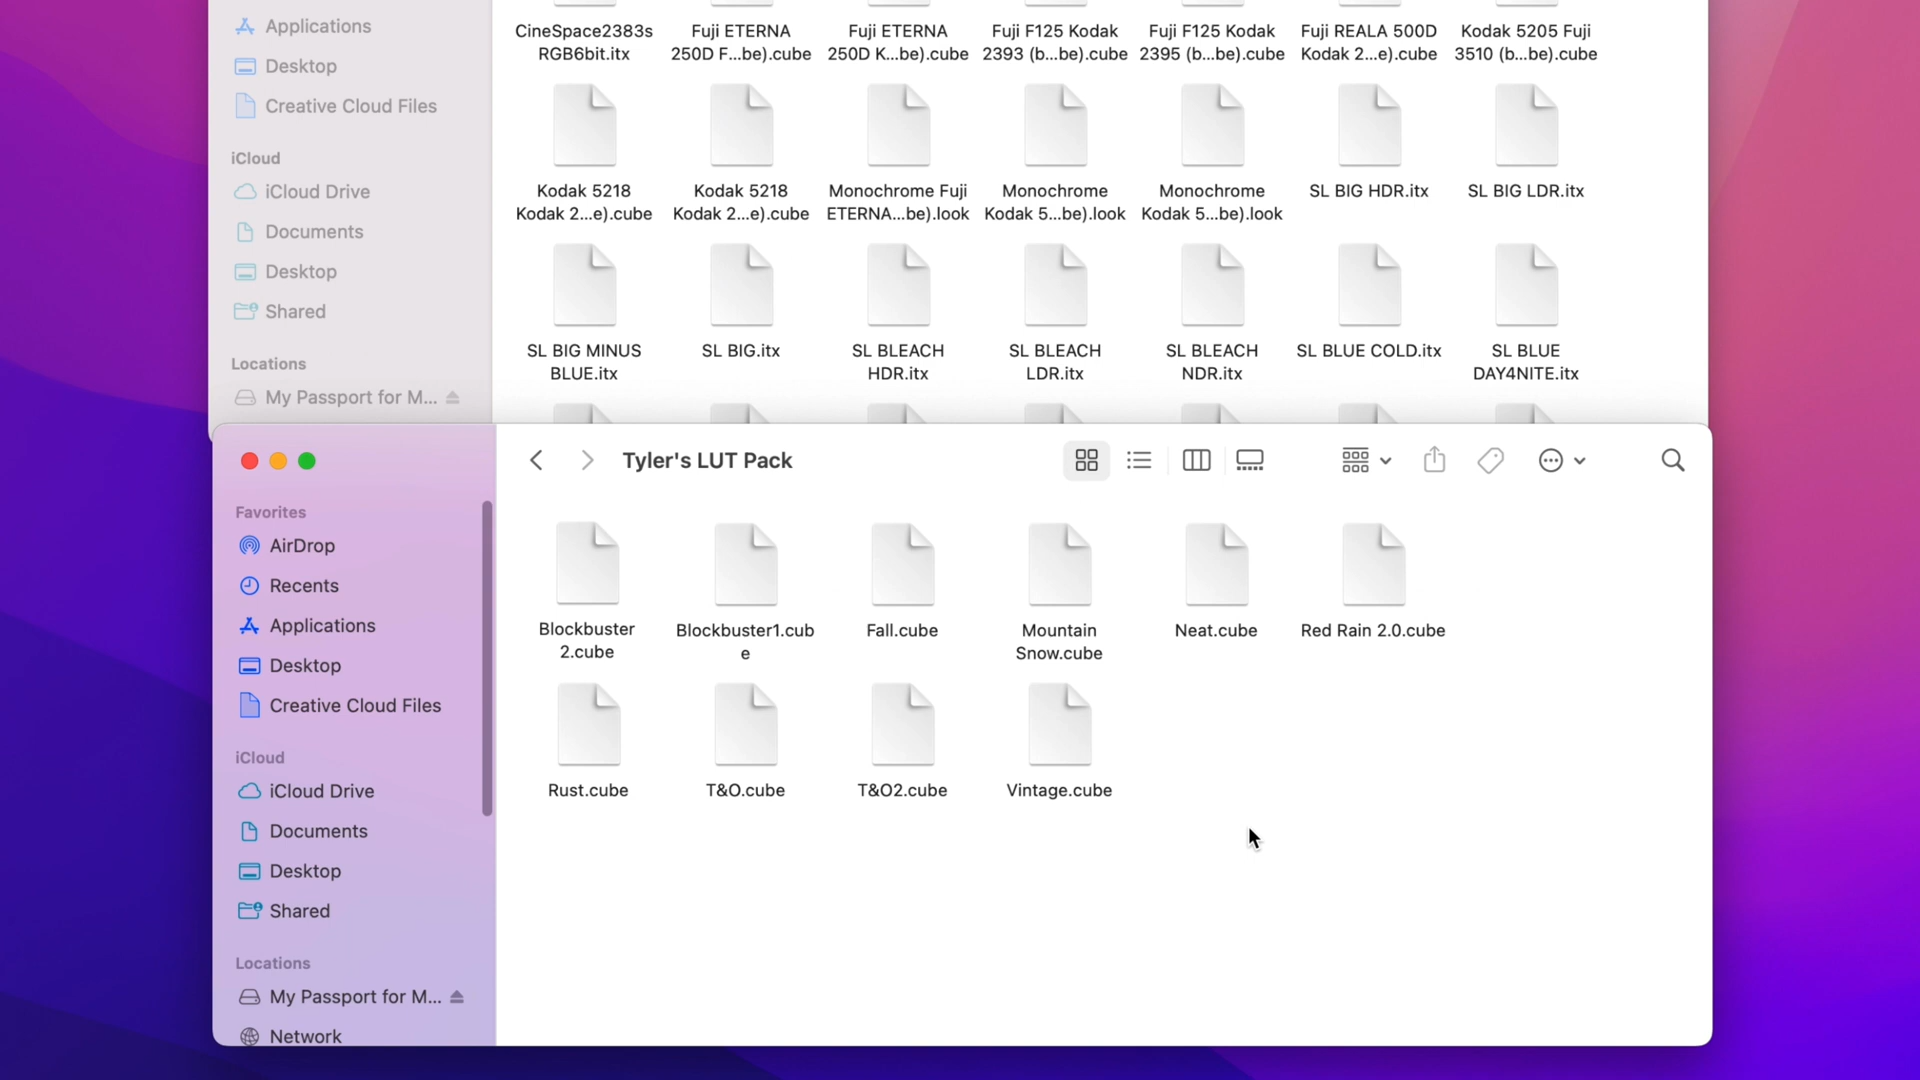 Applications
Desktop
Creative Cloud Files
iCloud
iCloud Drive
Documents
Desktop
Shared
Locations
My Passport for M...
CineSpace2383s Fuji ETERNA Fuji ETERNA Fuji F125 Kodak Fuji F125 Kodak Fuji REALA 500D Kodak 5205 Fuji
RGB6bit.itx 250D F...be).cube 250D K...be).cube 2393 (b...be).cube 2395 (b...be).cube Kodak 2...e).cube 3510 (b...be).cube
Kodak 5218 Kodak 5218 Monochrome Fuji Monochrome Monochrome SL BIG HDR.itx SL BIG LDR.itx
Kodak 2...e).cube Kodak 2...e).cube ETERNA...be).look Kodak 5...be).look Kodak 5...be).look
SL BIG MINUS SL BIG.itx SL BLEACH SL BLEACH SL BLEACH SL BLUE COLD.itx SL BLUE
BLUE.itx HDR.itx LDR.itx NDR.itx DAY4NITE.itx
Tyler's LUT Pack
Favorites
AirDrop
Recents
Applications
Desktop
Creative Cloud Files
iCloud
iCloud Drive
Documents
Desktop
Shared
Locations
My Passport for M...
Network
Blockbuster Blockbuster1.cub Fall.cube Mountain Neat.cube Red Rain 2.0.cube
2.cube e Snow.cube
Rust.cube T&O.cube T&O2.cube Vintage.cube